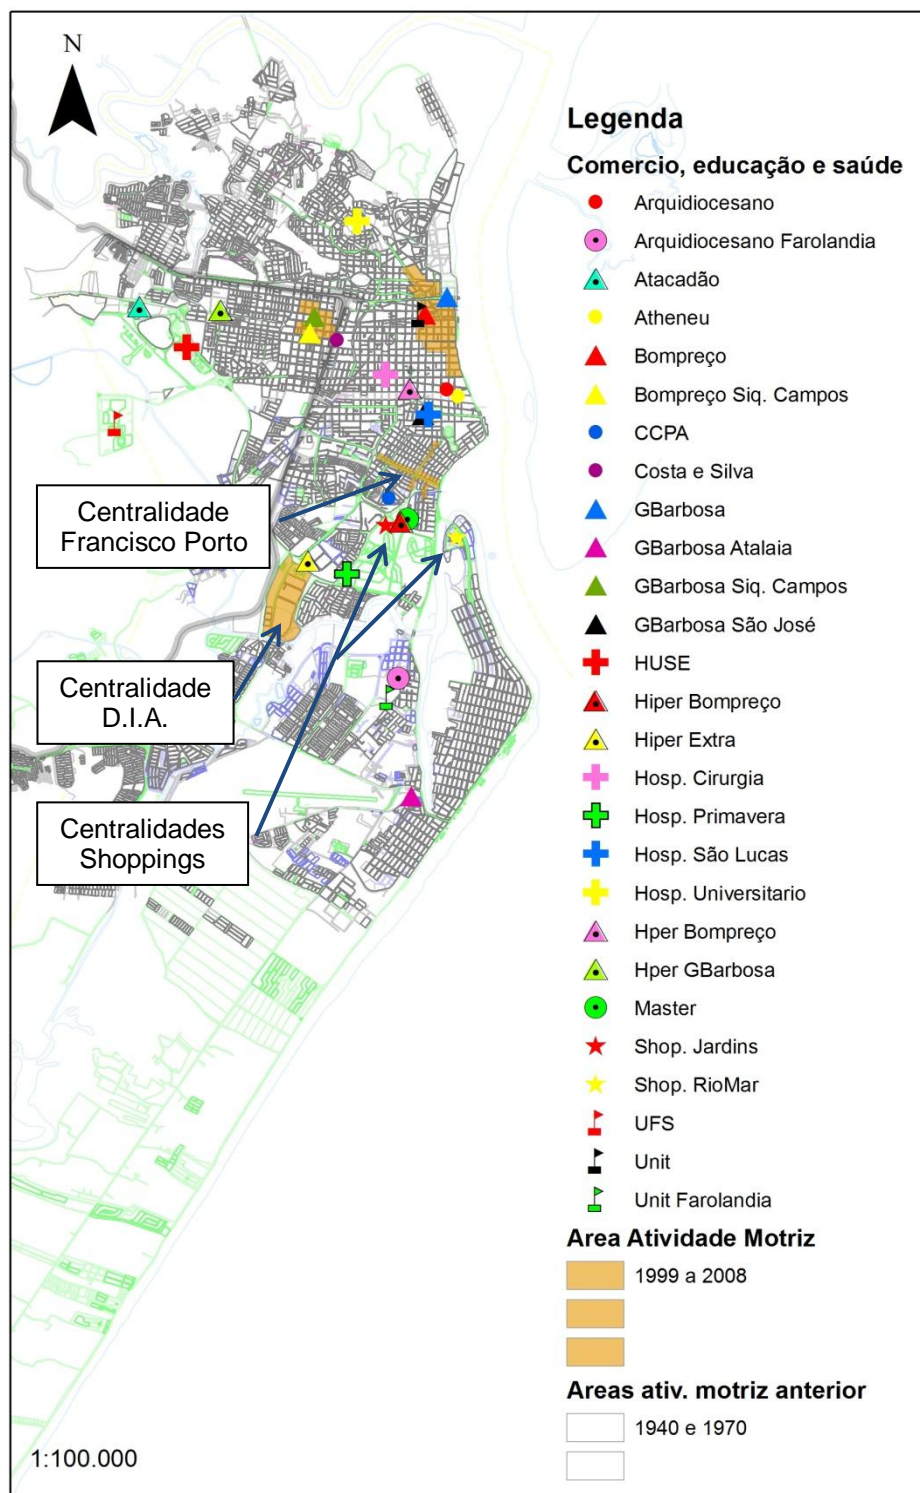 N
Legenda
Comercio, educação e saúde
Arquidiocesano
Arquidiocesano Farolandia
Atacadão
Atheneu
Bompreço
Bompreço Siq. Campos
CCPA
Costa e Silva
GBarbosa
GBarbosa Atalaia
GBarbosa Siq. Campos
GBarbosa São José
HUSE
Hiper Bompreço
Hiper Extra
Hosp. Cirurgia
Hosp. Primavera
Hosp. São Lucas
Hosp. Universitario
Hper Bompreço
Hper GBarbosa
Master
Shop. Jardins
Shop. RioMar
UFS
Unit
Unit Farolandia
Area Atividade Motriz
1999 a 2008
Areas ativ. motriz anterior
1940 e 1970
Centralidade
Francisco Porto
Centralidade
D.I.A.
Centralidades
Shoppings
1:100.000